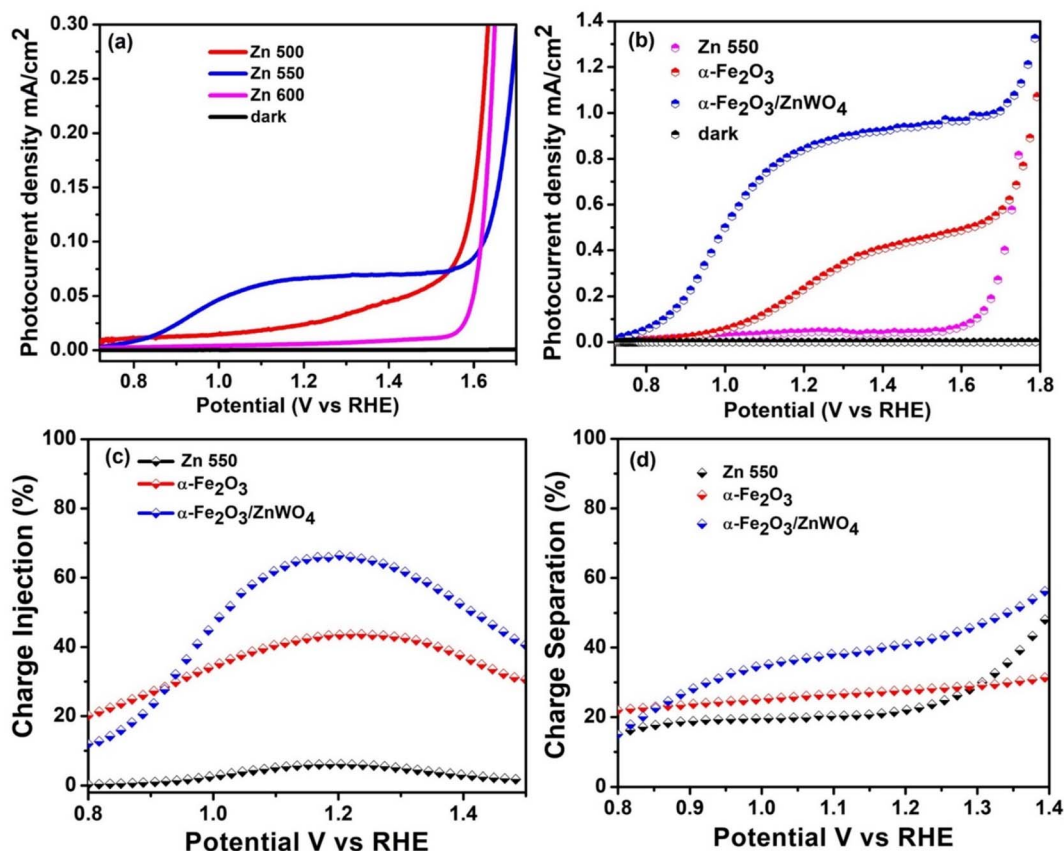 (a)
Zn 500
Zn 550
Zn 600
dark
Photocurrent density mA/cm²
0.30
0.25
0.20
0.15
0.10
0.05
0.00
0.8 1.0 1.2 1.4 1.6
Potential (V vs RHE)
(b)
Zn 550
α-Fe₂O₃
α-Fe₂O₃/ZnWO₄
dark
Photocurrent density mA/cm²
1.4
1.2
1.0
0.8
0.6
0.4
0.2
0.0
0.8 1.0 1.2 1.4 1.6 1.8
Potential (V vs RHE)
(c)
Zn 550
α-Fe₂O₃
α-Fe₂O₃/ZnWO₄
Charge Injection (%)
100
80
60
40
20
0
0.8 1.0 1.2 1.4
Potential V vs RHE
(d)
Zn 550
α-Fe₂O₃
α-Fe₂O₃/ZnWO₄
Charge Separation (%)
100
80
60
40
20
0
0.8 0.9 1.0 1.1 1.2 1.3 1.4
Potential V vs RHE